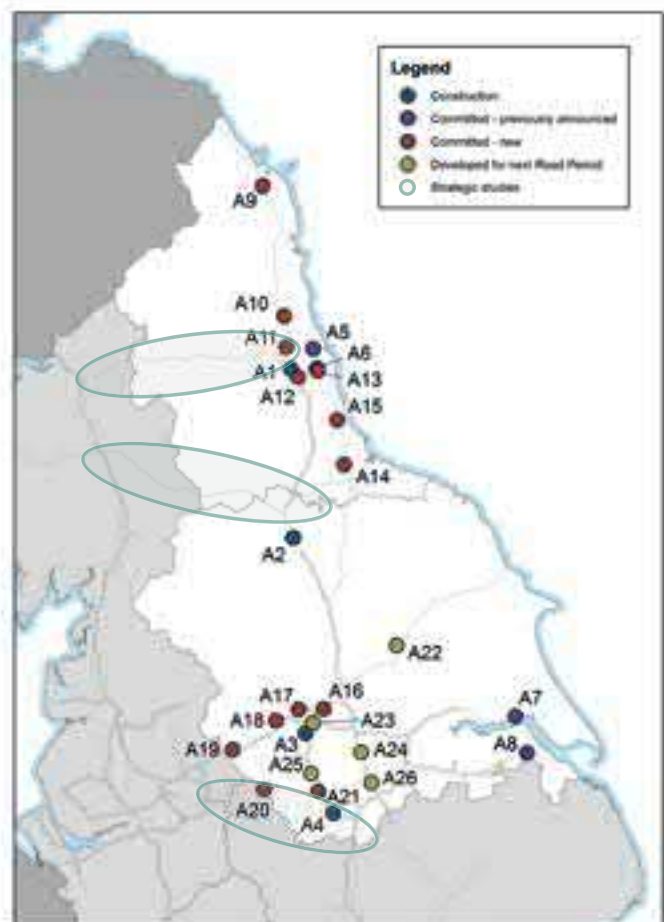 Legend
Construction
Committed - previously announced
Committed - new
Developed for next Road Period
Strategic studies
A9
A10
A11
A5
A6
A1
A13
A12
A15
A14
A2
A22
A17
A16
A7
A18
A23
A3
A19
A24
A8
A25
A26
A20
A21
A4